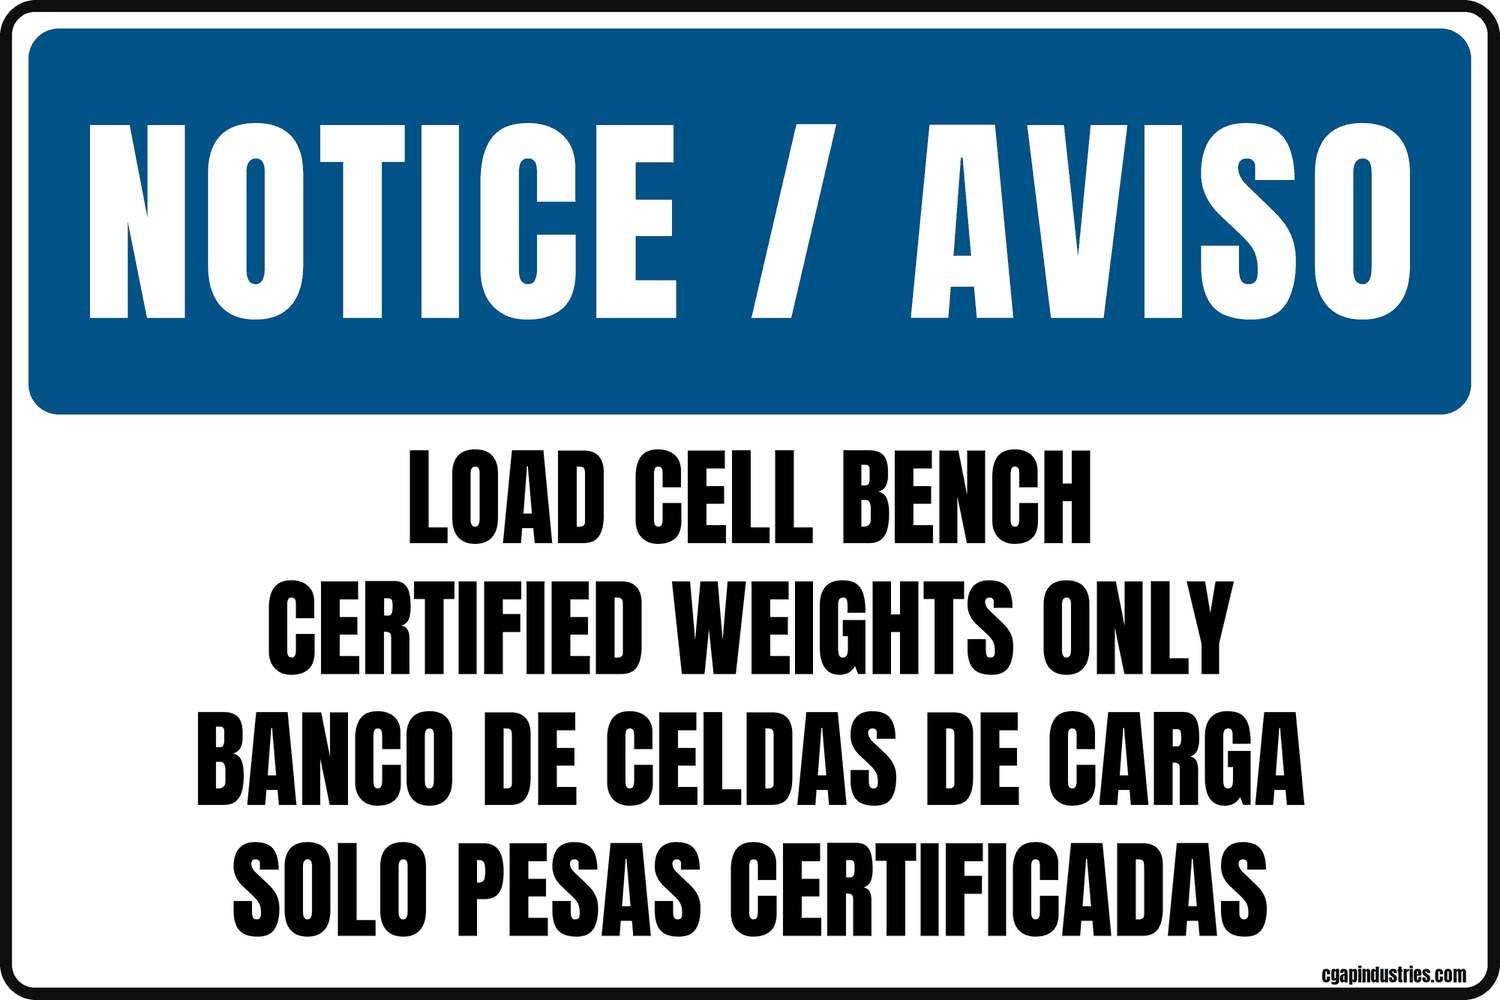 NOTICE / AVISO
LOAD CELL BENCH
CERTIFIED WEIGHTS ONLY
BANCO DE CELDAS DE CARGA
SOLO PESAS CERTIFICADAS
cgapindustries.com